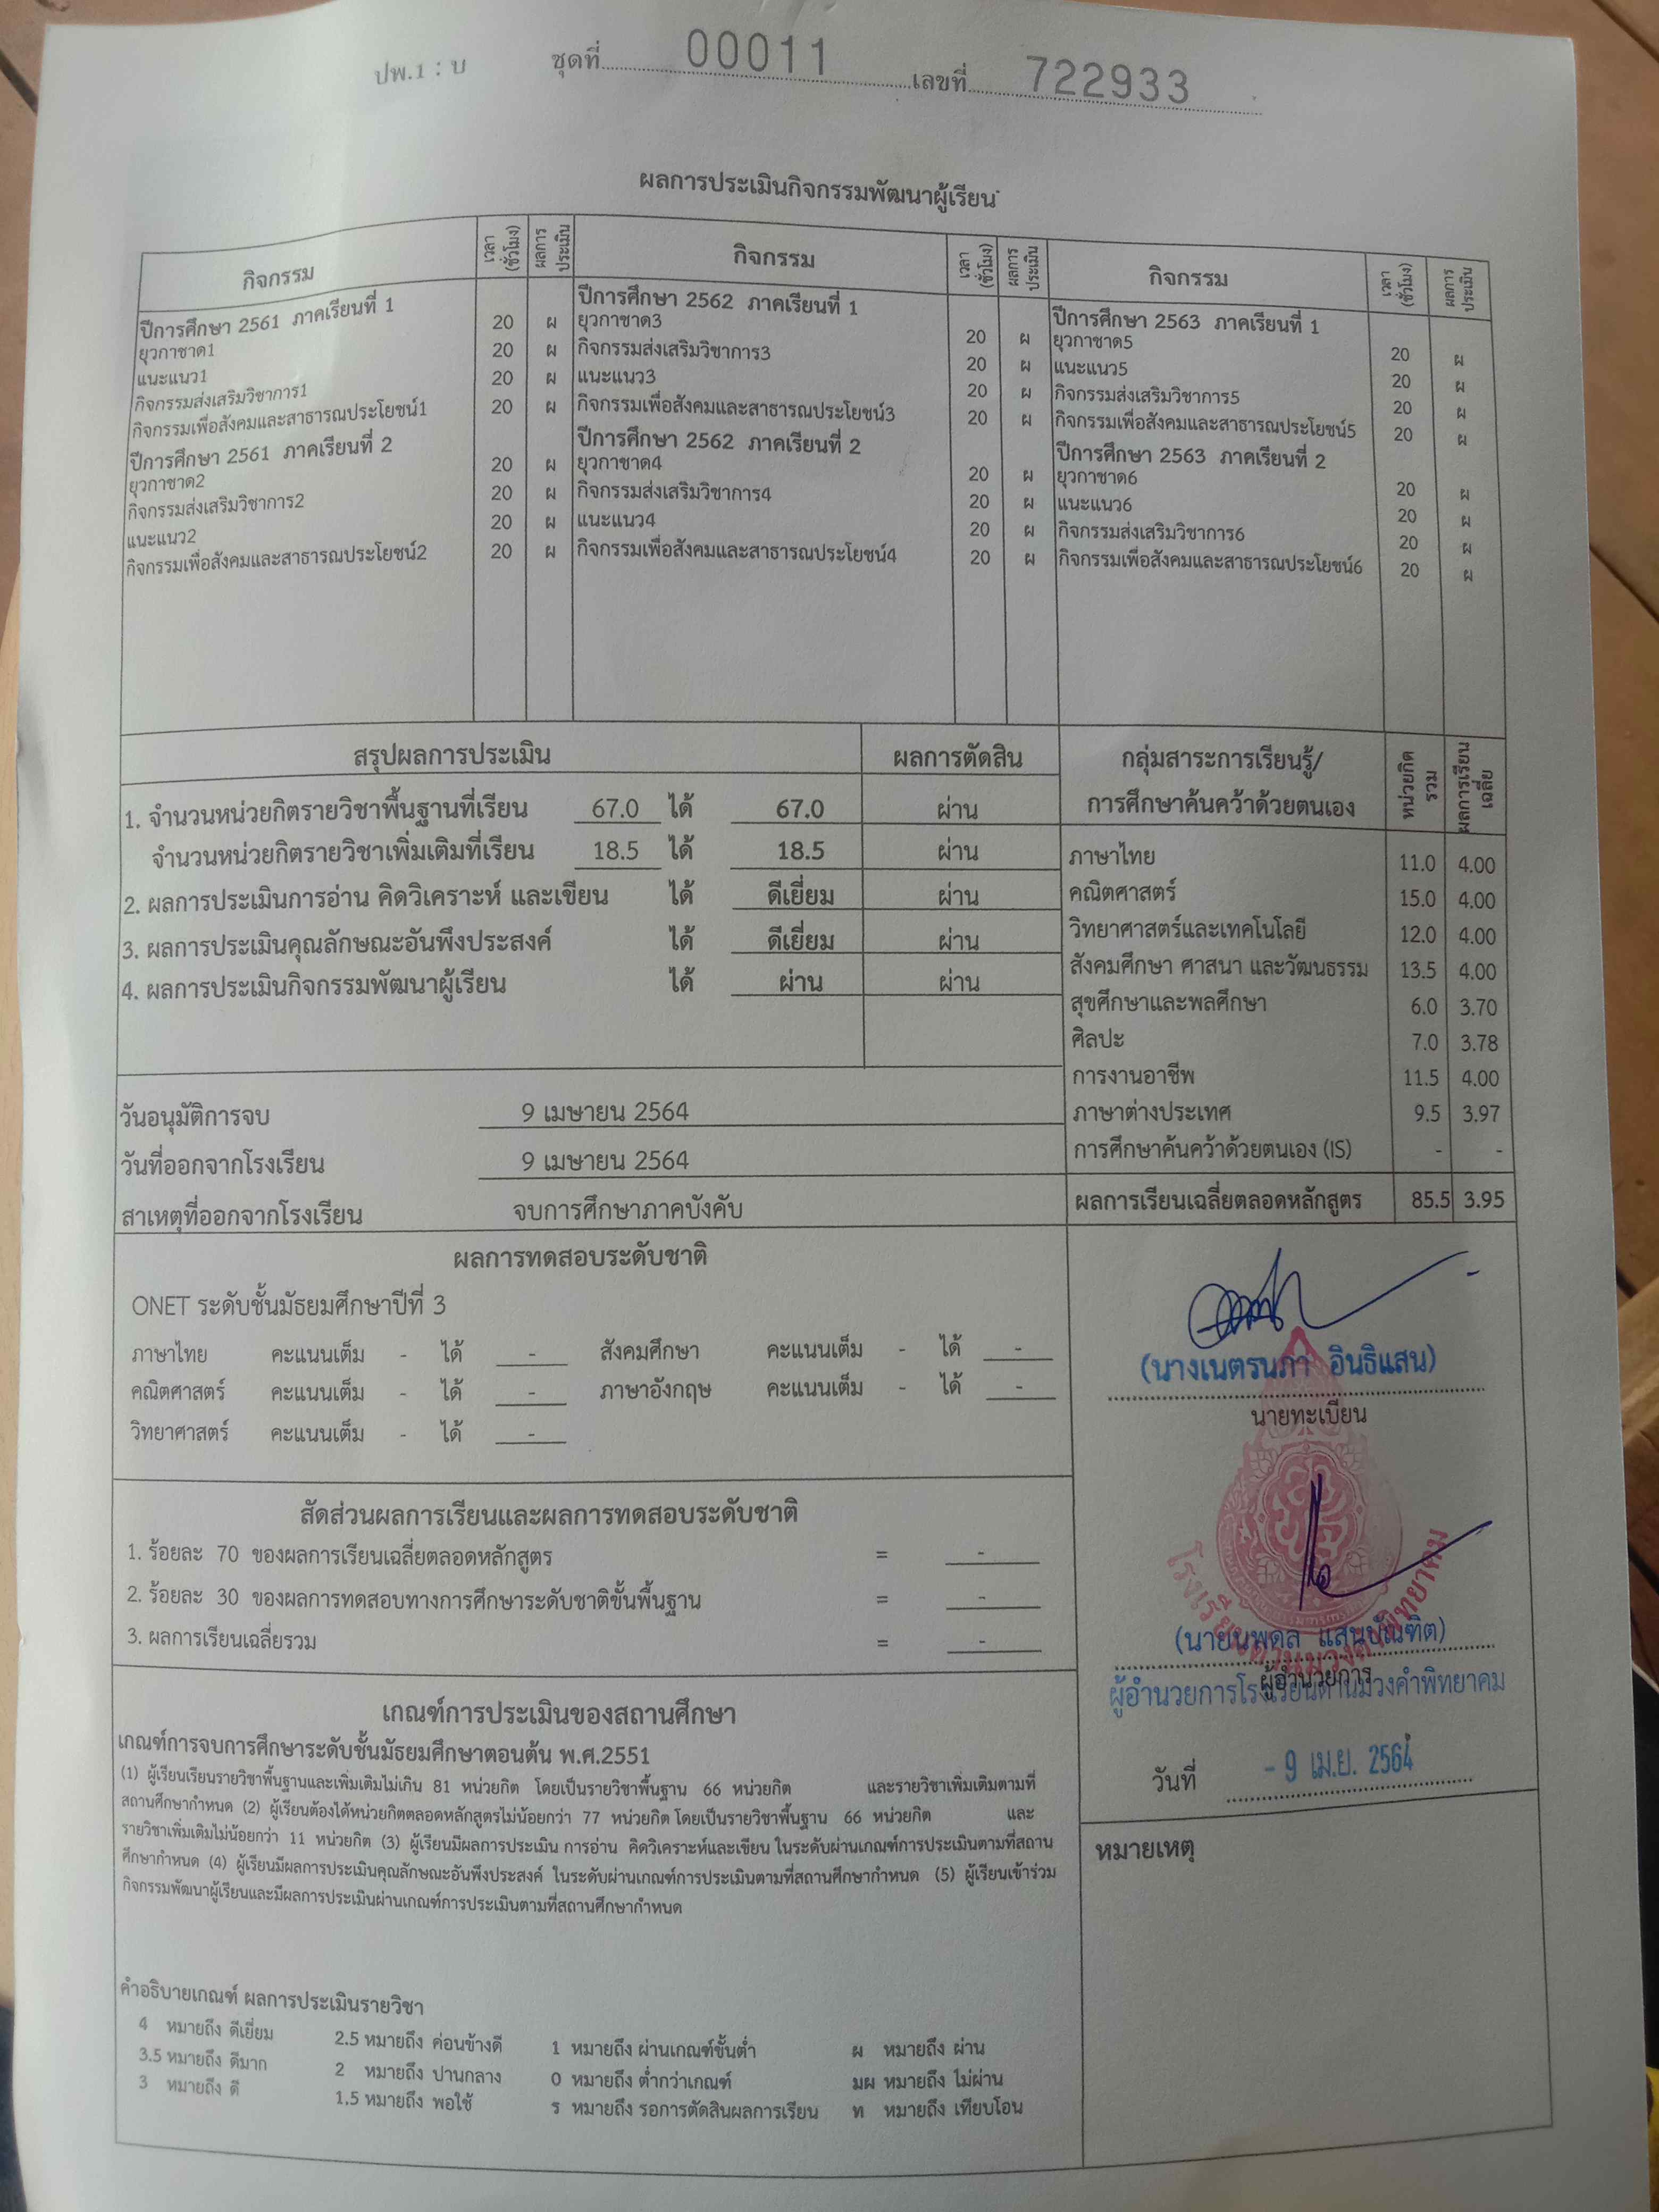 ปพ.1 : บ ชุดที่ 00011 เลขที่ 722933
ผลการประเมินกิจกรรมพัฒนาผู้เรียน
กิจกรรม เวลา (ชั่วโมง) ผลการประเมิน กิจกรรม เวลา (ชั่วโมง) ผลการประเมิน กิจกรรม เวลา (ชั่วโมง) ผลการประเมิน
ปีการศึกษา 2561 ภาคเรียนที่ 1
ยุวกาชาด1 20 ผ
แนะแนว1 20 ผ
กิจกรรมส่งเสริมวิชาการ1 20 ผ
กิจกรรมเพื่อสังคมและสาธารณประโยชน์1 20 ผ
ปีการศึกษา 2561 ภาคเรียนที่ 2
ยุวกาชาด2 20 ผ
กิจกรรมส่งเสริมวิชาการ2 20 ผ
แนะแนว2 20 ผ
กิจกรรมเพื่อสังคมและสาธารณประโยชน์2 20 ผ
ปีการศึกษา 2562 ภาคเรียนที่ 1
ยุวกาชาด3 20 ผ
กิจกรรมส่งเสริมวิชาการ3 20 ผ
แนะแนว3 20 ผ
กิจกรรมเพื่อสังคมและสาธารณประโยชน์3 20 ผ
ปีการศึกษา 2562 ภาคเรียนที่ 2
ยุวกาชาด4 20 ผ
กิจกรรมส่งเสริมวิชาการ4 20 ผ
แนะแนว4 20 ผ
กิจกรรมเพื่อสังคมและสาธารณประโยชน์4 20 ผ
ปีการศึกษา 2563 ภาคเรียนที่ 1
ยุวกาชาด5 20 ผ
แนะแนว5 20 ผ
กิจกรรมส่งเสริมวิชาการ5 20 ผ
กิจกรรมเพื่อสังคมและสาธารณประโยชน์5 20 ผ
ปีการศึกษา 2563 ภาคเรียนที่ 2
ยุวกาชาด6 20 ผ
แนะแนว6 20 ผ
กิจกรรมส่งเสริมวิชาการ6 20 ผ
กิจกรรมเพื่อสังคมและสาธารณประโยชน์6 20 ผ
สรุปผลการประเมิน ผลการตัดสิน
1. จำนวนหน่วยกิตรายวิชาพื้นฐานที่เรียน 67.0 ได้ 67.0 ผ่าน
จำนวนหน่วยกิตรายวิชาเพิ่มเติมที่เรียน 18.5 ได้ 18.5 ผ่าน
2. ผลการประเมินการอ่าน คิดวิเคราะห์ และเขียน ได้ ดีเยี่ยม ผ่าน
3. ผลการประเมินคุณลักษณะอันพึงประสงค์ ได้ ดีเยี่ยม ผ่าน
4. ผลการประเมินกิจกรรมพัฒนาผู้เรียน ได้ ผ่าน ผ่าน
วันอนุมัติการจบ 9 เมษายน 2564
วันที่ออกจากโรงเรียน 9 เมษายน 2564
สาเหตุที่ออกจากโรงเรียน จบการศึกษาภาคบังคับ
กลุ่มสาระการเรียนรู้/
การศึกษาค้นคว้าด้วยตนเอง หน่วยกิตรวม ผลการเรียนเฉลี่ย
ภาษาไทย 11.0 4.00
คณิตศาสตร์ 15.0 4.00
วิทยาศาสตร์และเทคโนโลยี 12.0 4.00
สังคมศึกษา ศาสนา และวัฒนธรรม 13.5 4.00
สุขศึกษาและพลศึกษา 6.0 3.70
ศิลปะ 7.0 3.78
การงานอาชีพ 11.5 4.00
ภาษาต่างประเทศ 9.5 3.97
การศึกษาค้นคว้าด้วยตนเอง (IS) - -
ผลการเรียนเฉลี่ยตลอดหลักสูตร 85.5 3.95
ผลการทดสอบระดับชาติ
ONET ระดับชั้นมัธยมศึกษาปีที่ 3
ภาษาไทย คะแนนเต็ม - ได้ - สังคมศึกษา คะแนนเต็ม - ได้ -
คณิตศาสตร์ คะแนนเต็ม - ได้ - ภาษาอังกฤษ คะแนนเต็ม - ได้ -
วิทยาศาสตร์ คะแนนเต็ม - ได้ -
สัดส่วนผลการเรียนและผลการทดสอบระดับชาติ
1. ร้อยละ 70 ของผลการเรียนเฉลี่ยตลอดหลักสูตร = -
2. ร้อยละ 30 ของผลการทดสอบทางการศึกษาระดับชาติขั้นพื้นฐาน = -
3. ผลการเรียนเฉลี่ยรวม = -
(นางเนตรนภา อินธิแสน)
นายทะเบียน
(นายนพดล แสนบัณฑิต)
ผู้อำนวยการ
ผู้อำนวยการโรงเรียนด่านม่วงคำพิทยาคม
โรงเรียนด่านม่วงคำพิทยาคม
วันที่ - 9 เม.ย. 2564
หมายเหตุ
เกณฑ์การประเมินของสถานศึกษา
เกณฑ์การจบการศึกษาระดับชั้นมัธยมศึกษาตอนต้น พ.ศ.2551
(1) ผู้เรียนเรียนรายวิชาพื้นฐานและเพิ่มเติมไม่เกิน 81 หน่วยกิต โดยเป็นรายวิชาพื้นฐาน 66 หน่วยกิต และรายวิชาเพิ่มเติมตามที่
สถานศึกษากำหนด (2) ผู้เรียนต้องได้หน่วยกิตตลอดหลักสูตรไม่น้อยกว่า 77 หน่วยกิต โดยเป็นรายวิชาพื้นฐาน 66 หน่วยกิต และ
รายวิชาเพิ่มเติมไม่น้อยกว่า 11 หน่วยกิต (3) ผู้เรียนมีผลการประเมิน การอ่าน คิดวิเคราะห์และเขียน ในระดับผ่านเกณฑ์การประเมินตามที่สถาน
ศึกษากำหนด (4) ผู้เรียนมีผลการประเมินคุณลักษณะอันพึงประสงค์ ในระดับผ่านเกณฑ์การประเมินตามที่สถานศึกษากำหนด (5) ผู้เรียนเข้าร่วม
กิจกรรมพัฒนาผู้เรียนและมีผลการประเมินผ่านเกณฑ์การประเมินตามที่สถานศึกษากำหนด
คำอธิบายเกณฑ์ ผลการประเมินรายวิชา
4 หมายถึง ดีเยี่ยม 2.5 หมายถึง ค่อนข้างดี 1 หมายถึง ผ่านเกณฑ์ขั้นต่ำ ผ หมายถึง ผ่าน
3.5 หมายถึง ดีมาก 2 หมายถึง ปานกลาง 0 หมายถึง ต่ำกว่าเกณฑ์ มผ หมายถึง ไม่ผ่าน
3 หมายถึง ดี 1.5 หมายถึง พอใช้ ร หมายถึง รอการตัดสินผลการเรียน ท หมายถึง เทียบโอน